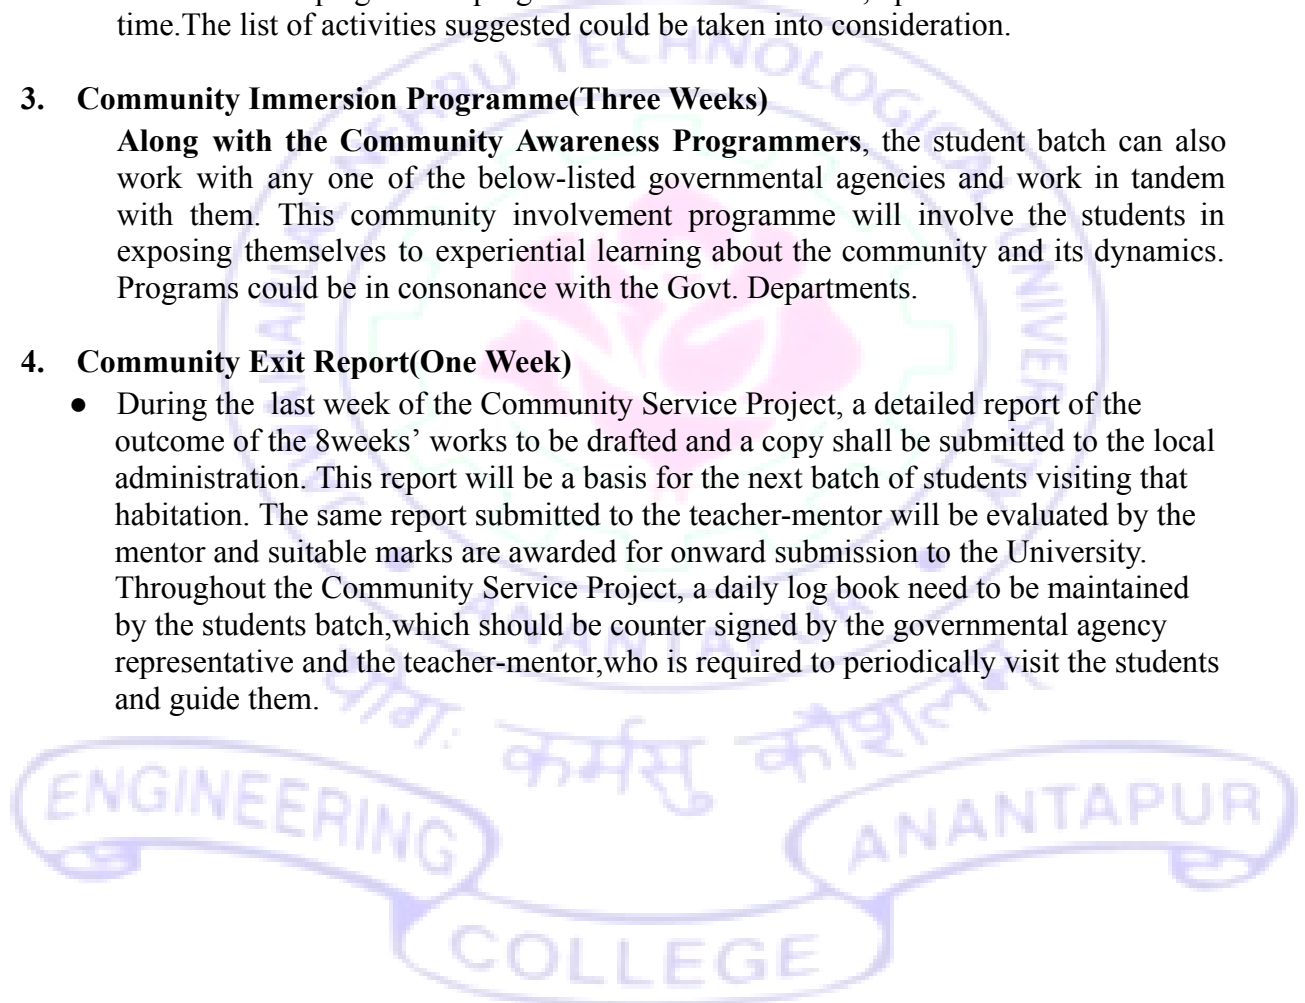 time.The list of activities suggested could be taken into consideration.
3. Community Immersion Programme(Three Weeks)
Along with the Community Awareness Programmers, the student batch can also
work with any one of the below-listed governmental agencies and work in tandem
with them. This community involvement programme will involve the students in
exposing themselves to experiential learning about the community and its dynamics.
Programs could be in consonance with the Govt. Departments.
4. Community Exit Report(One Week)
● During the last week of the Community Service Project, a detailed report of the
outcome of the 8weeks’ works to be drafted and a copy shall be submitted to the local
administration. This report will be a basis for the next batch of students visiting that
habitation. The same report submitted to the teacher-mentor will be evaluated by the
mentor and suitable marks are awarded for onward submission to the University.
Throughout the Community Service Project, a daily log book need to be maintained
by the students batch,which should be counter signed by the governmental agency
representative and the teacher-mentor,who is required to periodically visit the students
and guide them.
TECHNOLOGICAL UNIVERSITY
ANANTAPUR
योगः कर्मसु कौशलम्
ENGINEERING
COLLEGE
ANANTAPUR